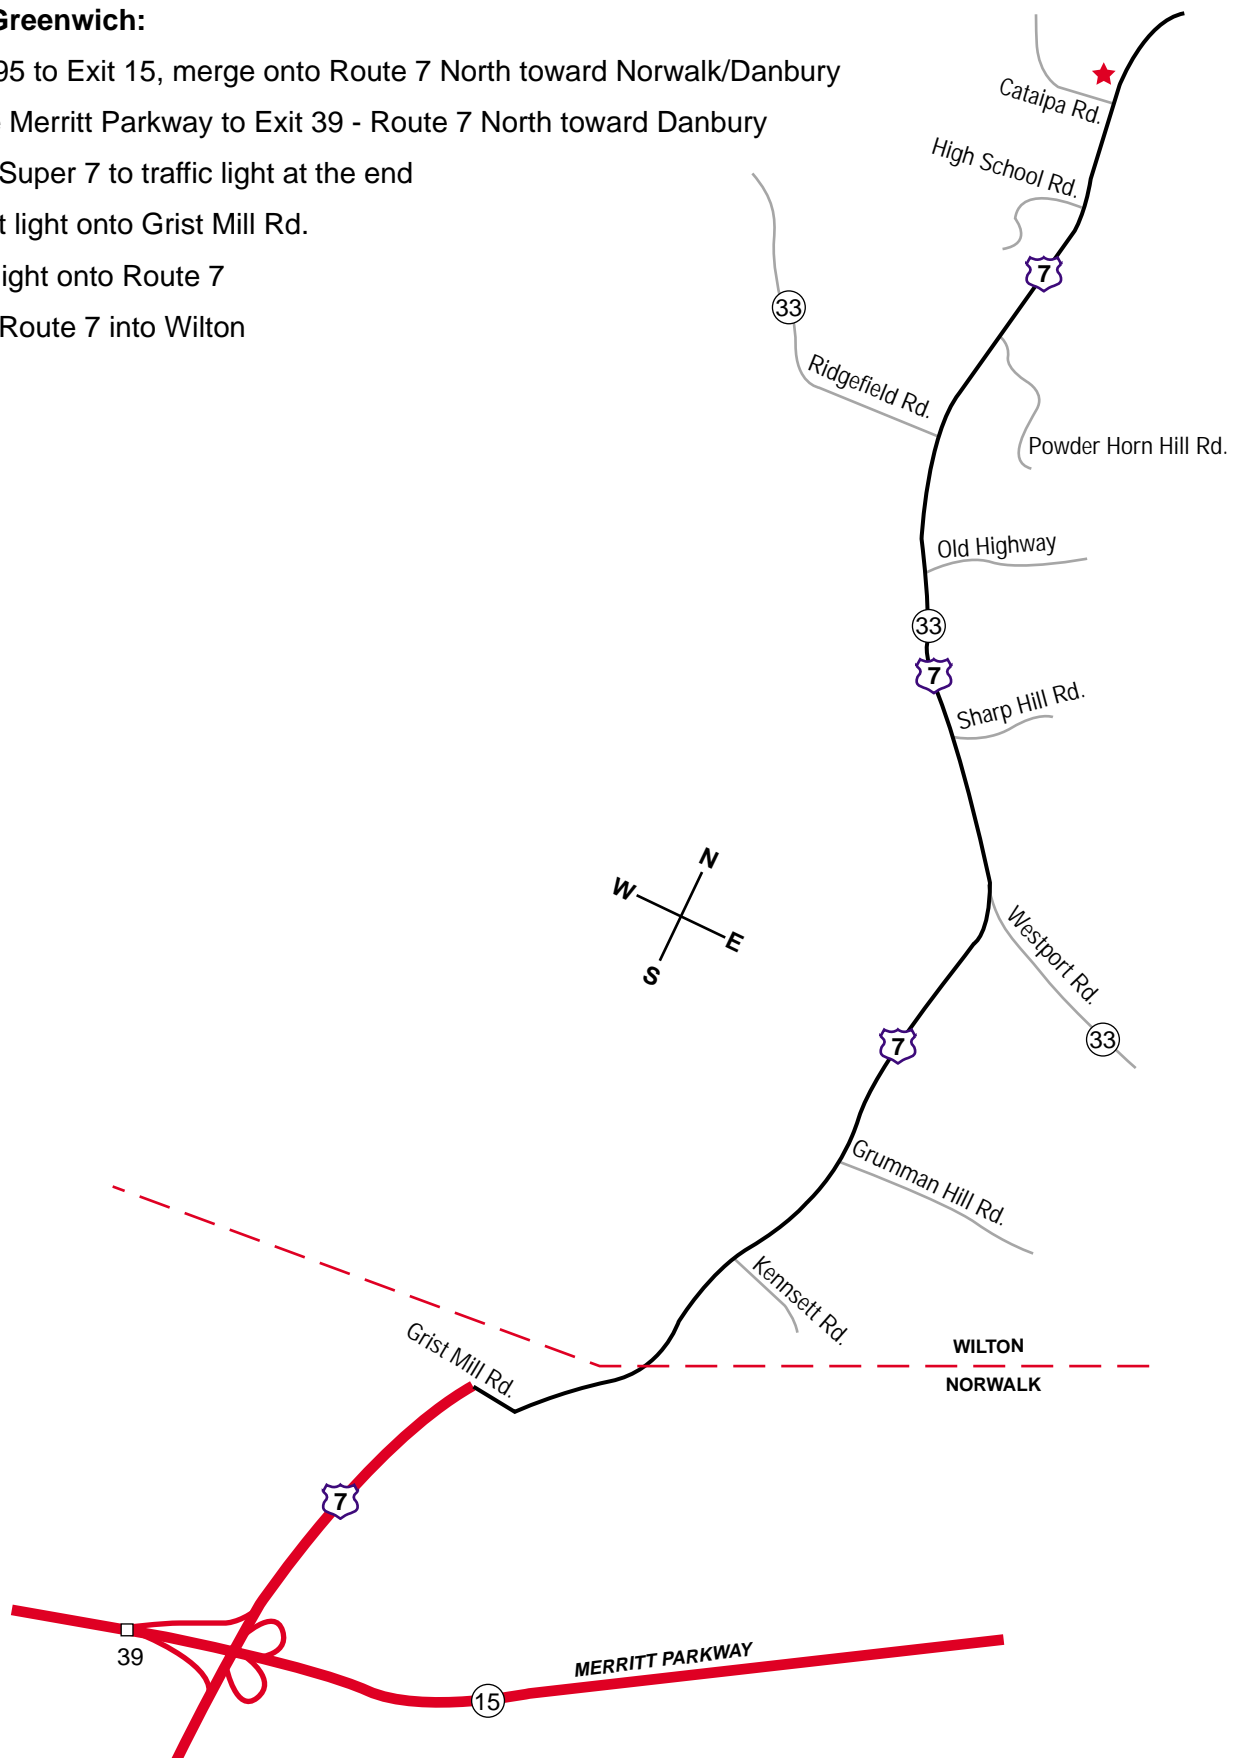 Greenwich:
95 to Exit 15, merge onto Route 7 North toward Norwalk/Danbury
Merritt Parkway to Exit 39 - Route 7 North toward Danbury
Super 7 to traffic light at the end
light onto Grist Mill Rd.
ight onto Route 7
Route 7 into Wilton
Cataipa Rd.
High School Rd.
7
33
Ridgefield Rd.
Powder Horn Hill Rd.
Old Highway
33
7
Sharp Hill Rd.
N
W
E
S
Westport Rd.
33
7
Grumman Hill Rd.
Kennsett Rd.
Grist Mill Rd.
WILTON
NORWALK
7
39
MERRITT PARKWAY
15